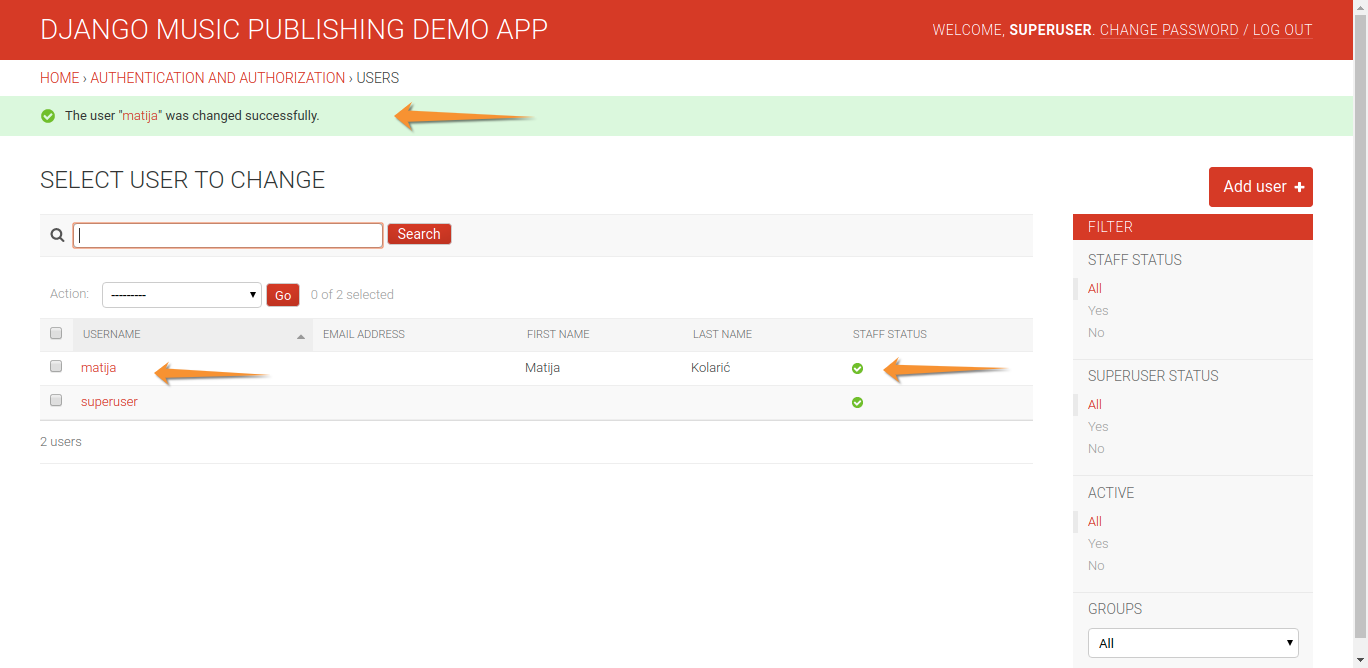 DJANGO MUSIC PUBLISHING DEMO APP
WELCOME, SUPERUSER. CHANGE PASSWORD / LOG OUT
HOME › AUTHENTICATION AND AUTHORIZATION › USERS
The user "matija" was changed successfully.
SELECT USER TO CHANGE
Add user +
Search
Action: --------- Go 0 of 2 selected
USERNAME EMAIL ADDRESS FIRST NAME LAST NAME STAFF STATUS
matija Matija Kolarić
superuser
2 users
FILTER
STAFF STATUS
All
Yes
No
SUPERUSER STATUS
All
Yes
No
ACTIVE
All
Yes
No
GROUPS
All